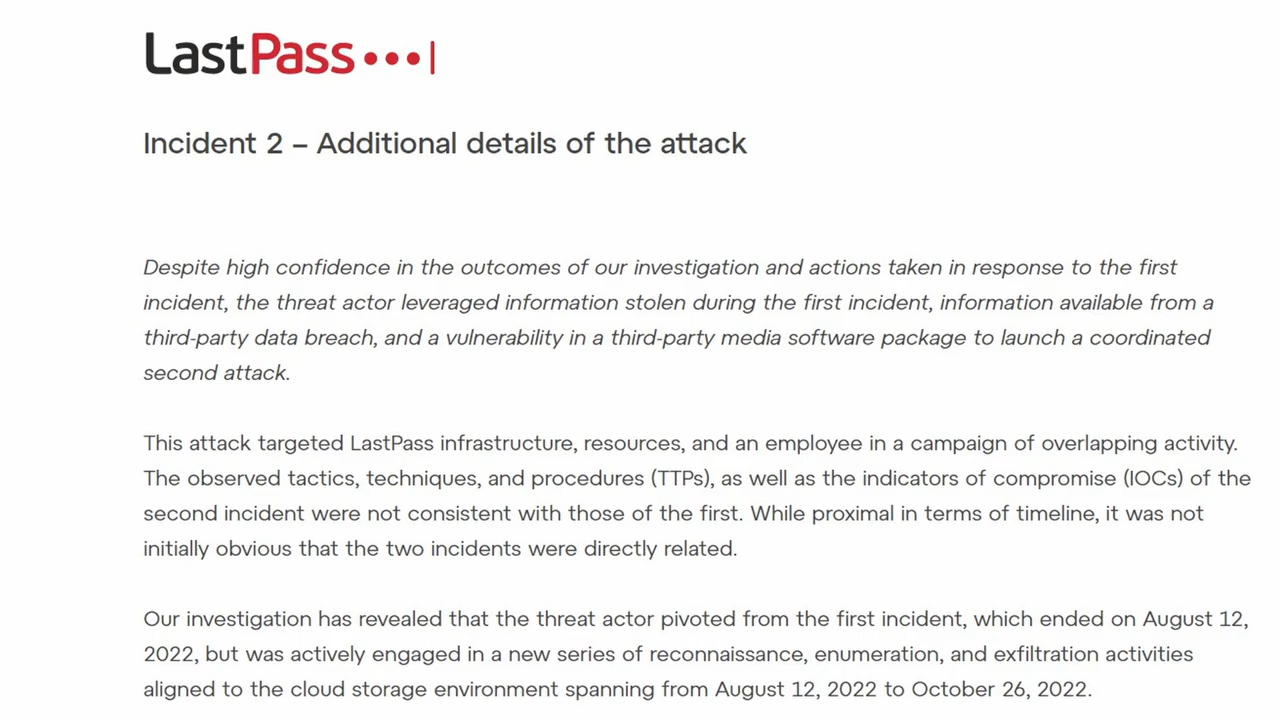 LastPass
Incident 2 – Additional details of the attack
Despite high confidence in the outcomes of our investigation and actions taken in response to the first
incident, the threat actor leveraged information stolen during the first incident, information available from a
third-party data breach, and a vulnerability in a third-party media software package to launch a coordinated
second attack.
This attack targeted LastPass infrastructure, resources, and an employee in a campaign of overlapping activity.
The observed tactics, techniques, and procedures (TTPs), as well as the indicators of compromise (IOCs) of the
second incident were not consistent with those of the first. While proximal in terms of timeline, it was not
initially obvious that the two incidents were directly related.
Our investigation has revealed that the threat actor pivoted from the first incident, which ended on August 12,
2022, but was actively engaged in a new series of reconnaissance, enumeration, and exfiltration activities
aligned to the cloud storage environment spanning from August 12, 2022 to October 26, 2022.